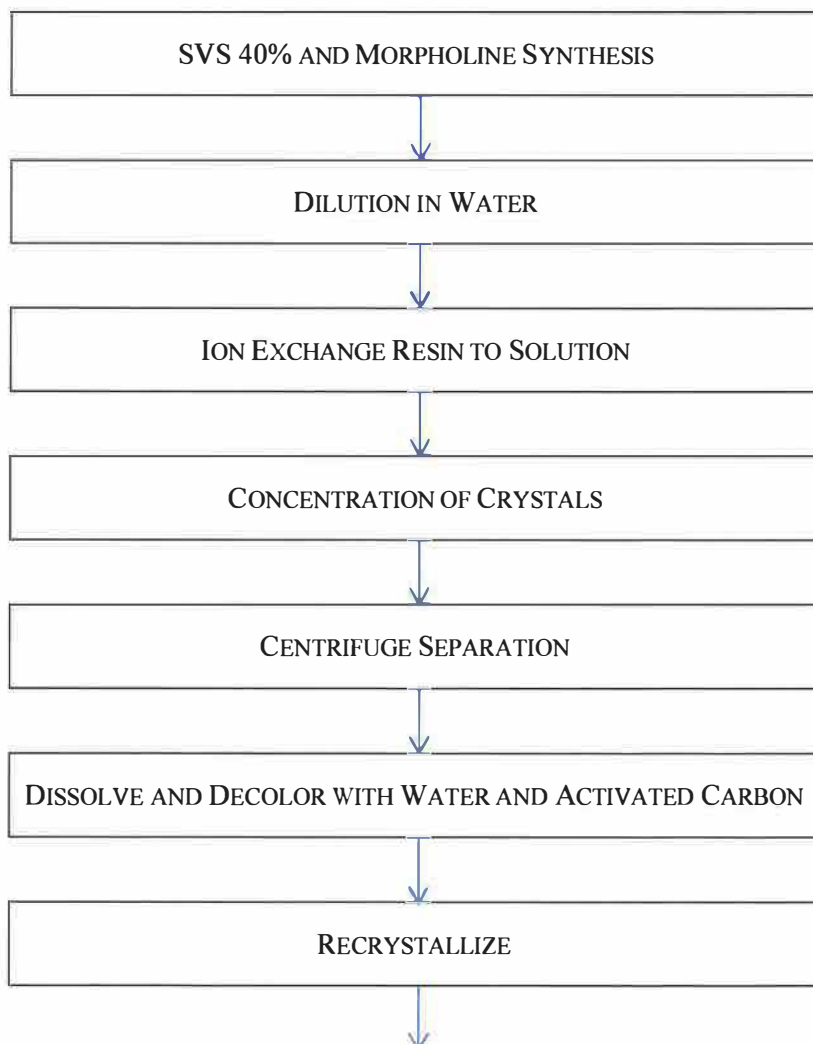 SVS 40% AND MORPHOLINE SYNTHESIS
DILUTION IN WATER
ION EXCHANGE RESIN TO SOLUTION
CONCENTRATION OF CRYSTALS
CENTRIFUGE SEPARATION
DISSOLVE AND DECOLOR WITH WATER AND ACTIVATED CARBON
RECRYSTALLIZE